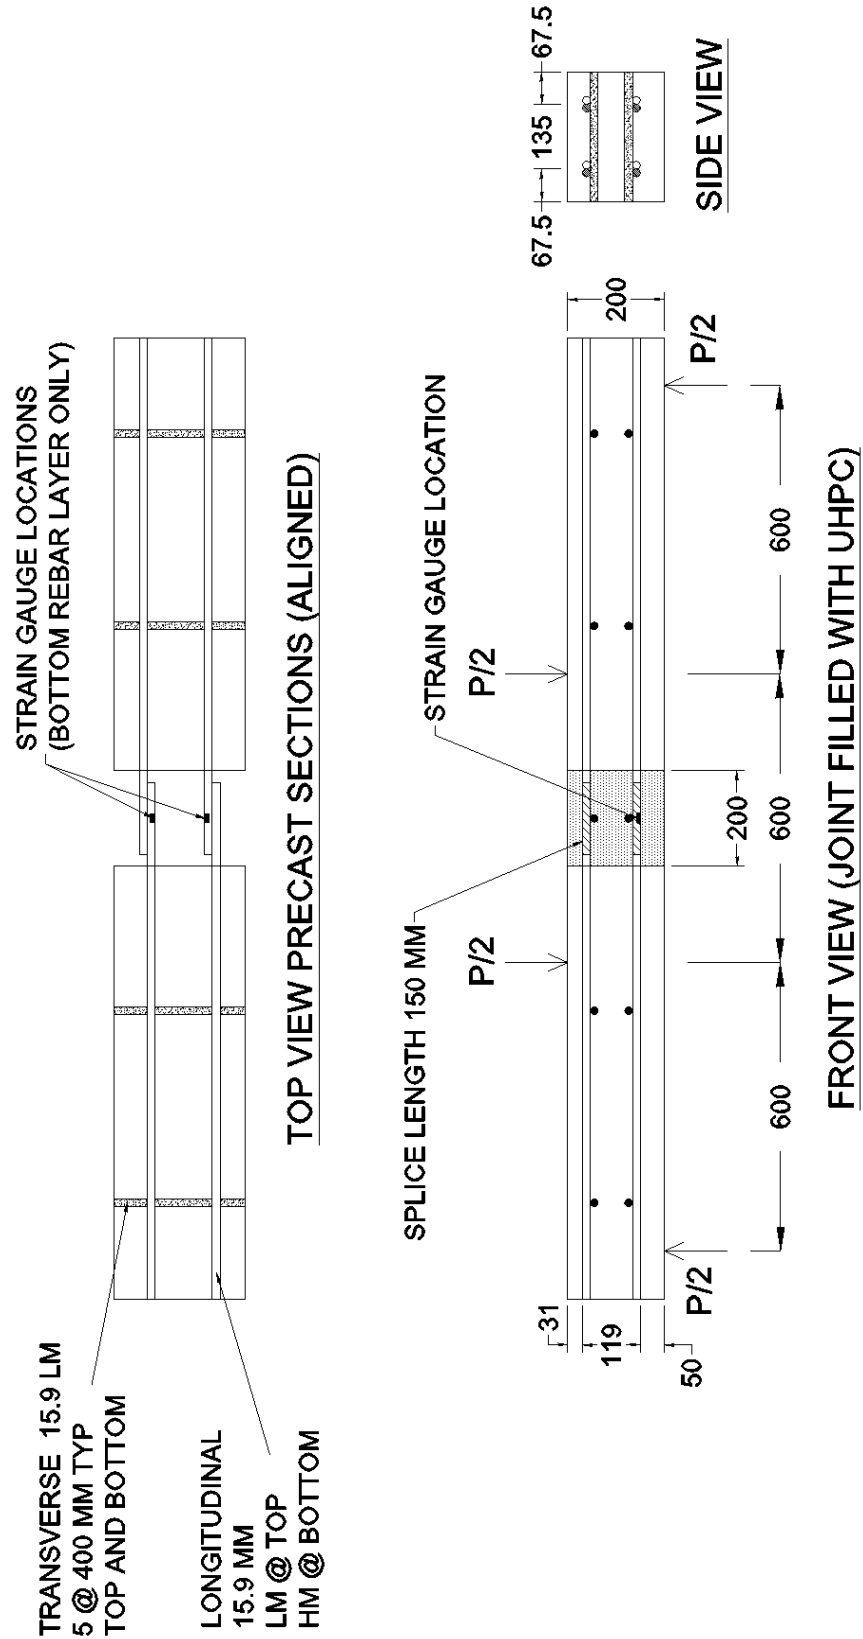 TRANSVERSE 15.9 LM
5 @ 400 MM TYP
TOP AND BOTTOM
LONGITUDINAL
15.9 MM
LM @ TOP
HM @ BOTTOM
STRAIN GAUGE LOCATIONS
(BOTTOM REBAR LAYER ONLY)
TOP VIEW PRECAST SECTIONS (ALIGNED)
SPLICE LENGTH 150 MM
STRAIN GAUGE LOCATION
P/2
P/2
31
119
50
200
200
P/2
P/2
600
600
600
FRONT VIEW (JOINT FILLED WITH UHPC)
67.5
135
67.5
SIDE VIEW